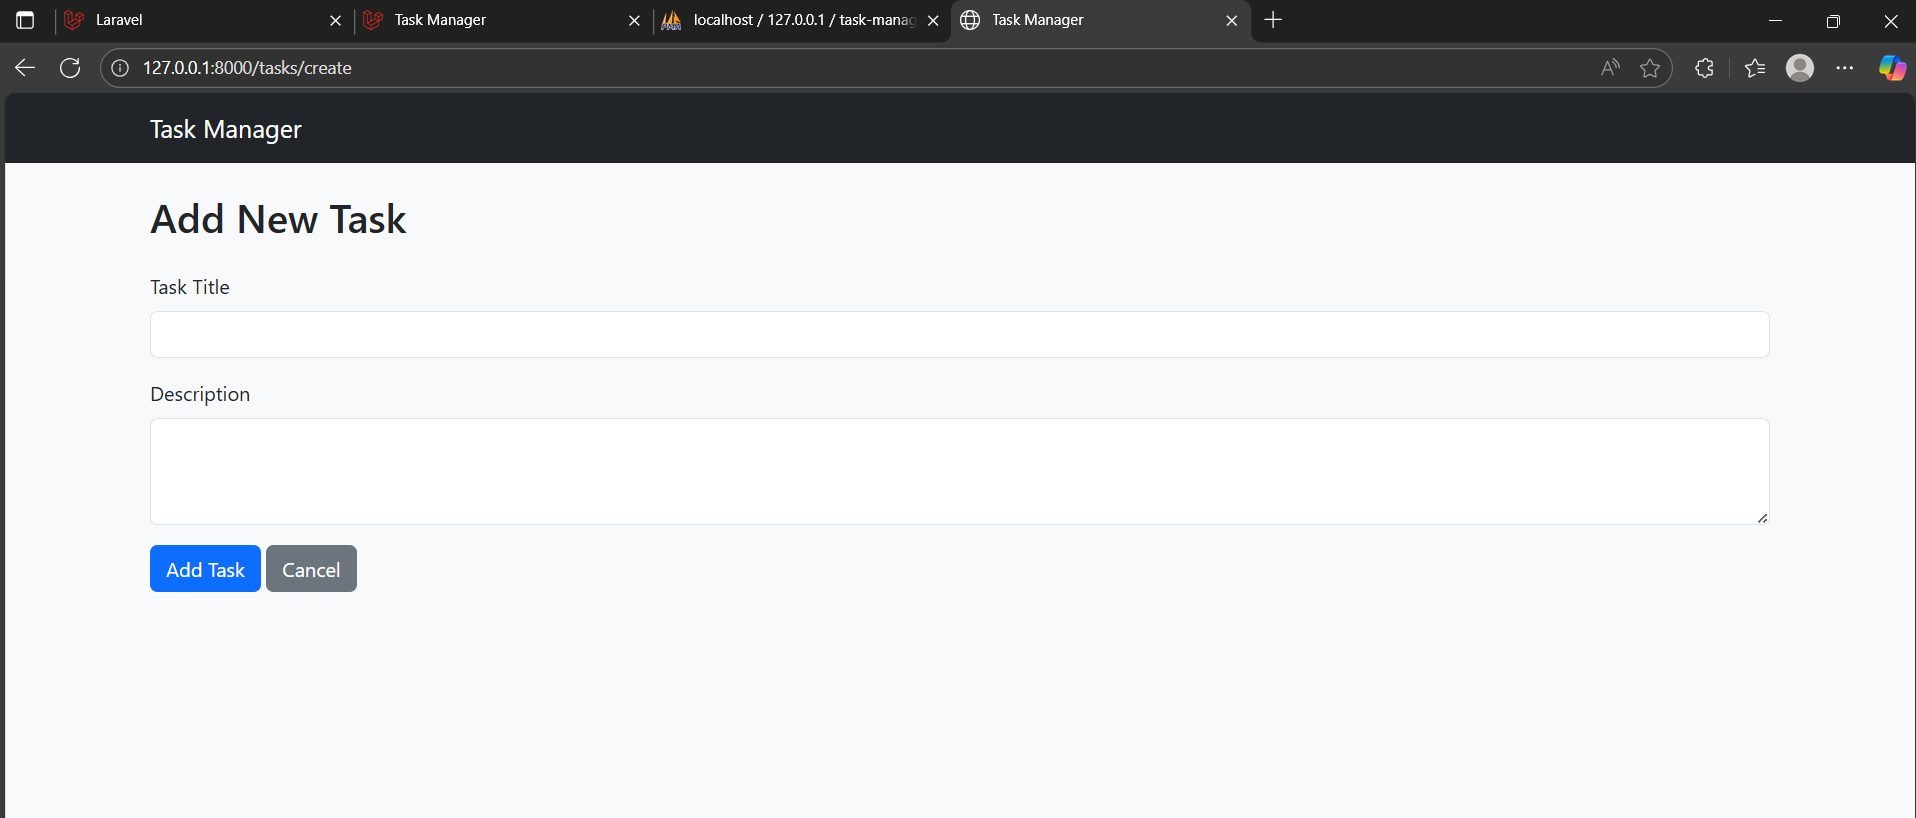 Laravel
Task Manager
localhost / 127.0.0.1 / task-manag
Task Manager
127.0.0.1:8000/tasks/create
Task Manager
Add New Task
Task Title
Description
Add Task
Cancel